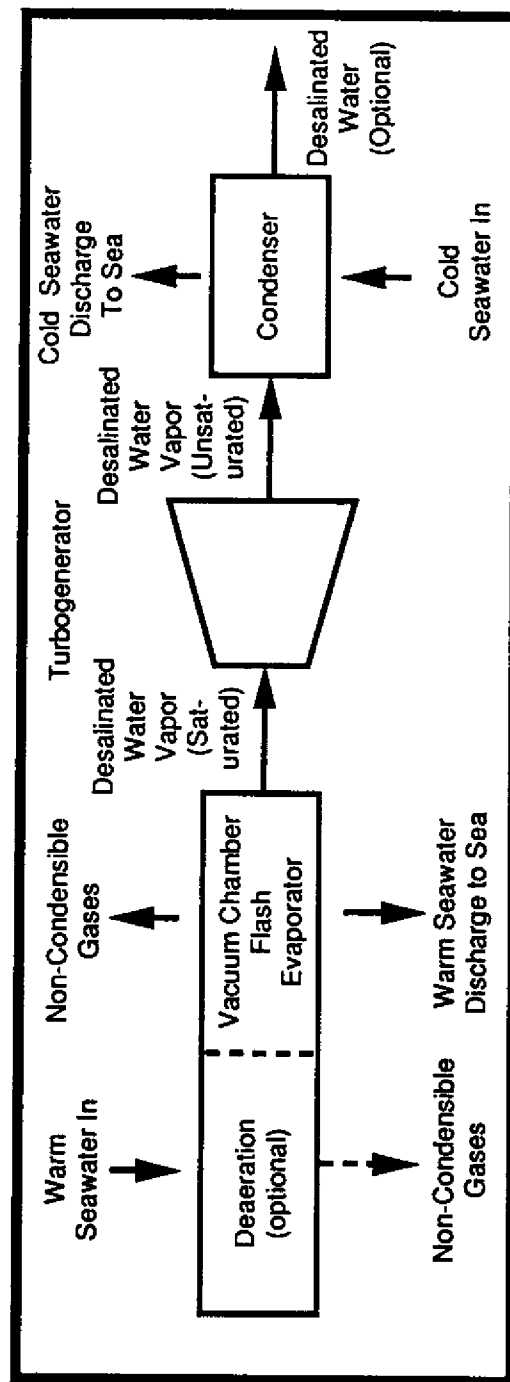 Warm
Seawater In
Non-Condensible
Gases
Desalinated
Water
Vapor
(Sat-
urated)
Turbogenerator
Desalinated
Water
Vapor
(Unsat-
urated)
Cold Seawater
Discharge
To Sea
Deaeration
(optional)
Vacuum Chamber
Flash
Evaporator
Condenser
Desalinated
Water
(Optional)
Non-Condensible
Gases
Warm Seawater
Discharge to Sea
Cold
Seawater In